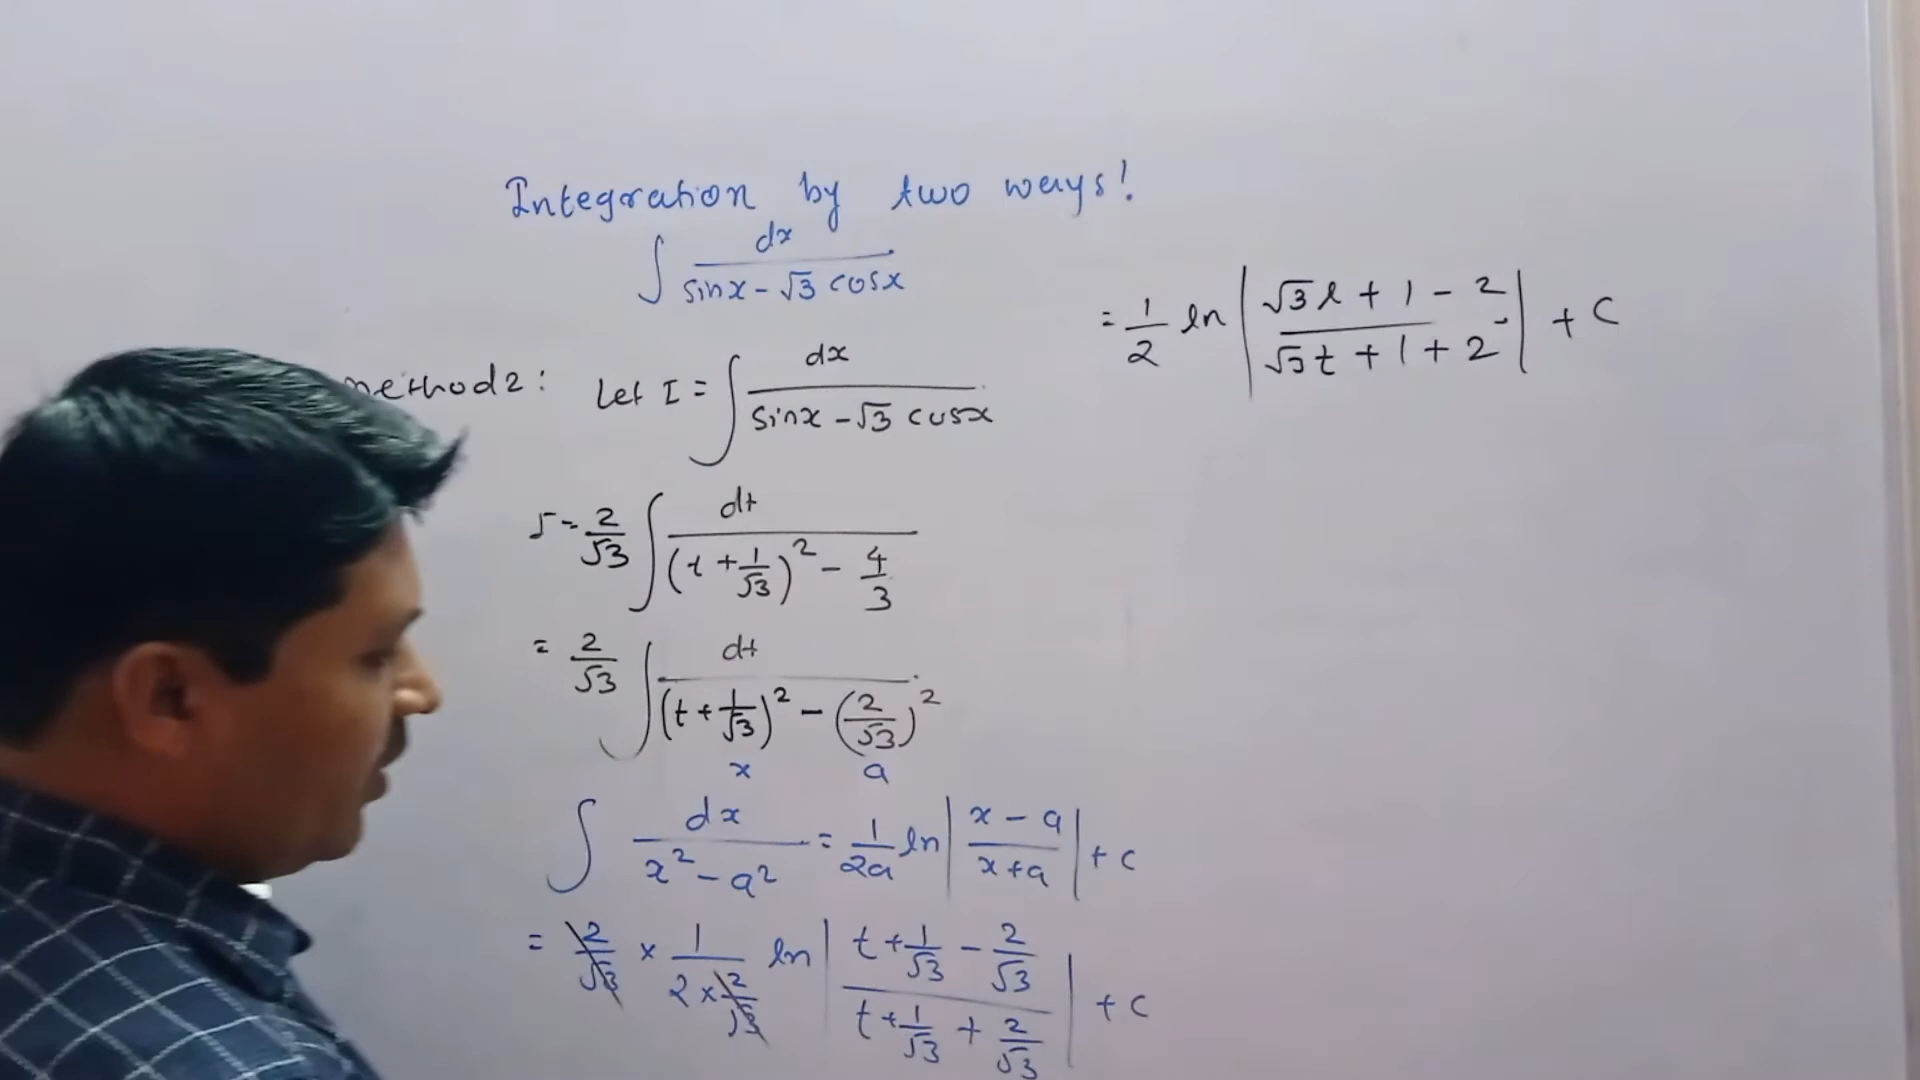 Integration by two ways!
∫ dx / (sinx - √3 cosx)
method 2: Let I = ∫ dx / (sinx - √3 cosx)
I = 2/√3 ∫ dt / ((t + 1/√3)² - 4/3)
= 2/√3 ∫ dt / ((t + 1/√3)² - (2/√3)²)
x a
∫ dx / (x² - a²) = 1/2a ln | (x - a) / (x + a) | + c
= 2/√3 × 1 / (2 × 2/√3) ln | (t + 1/√3 - 2/√3) / (t + 1/√3 + 2/√3) | + c
= 1/2 ln | (√3t + 1 - 2) / (√3t + 1 + 2) | + c